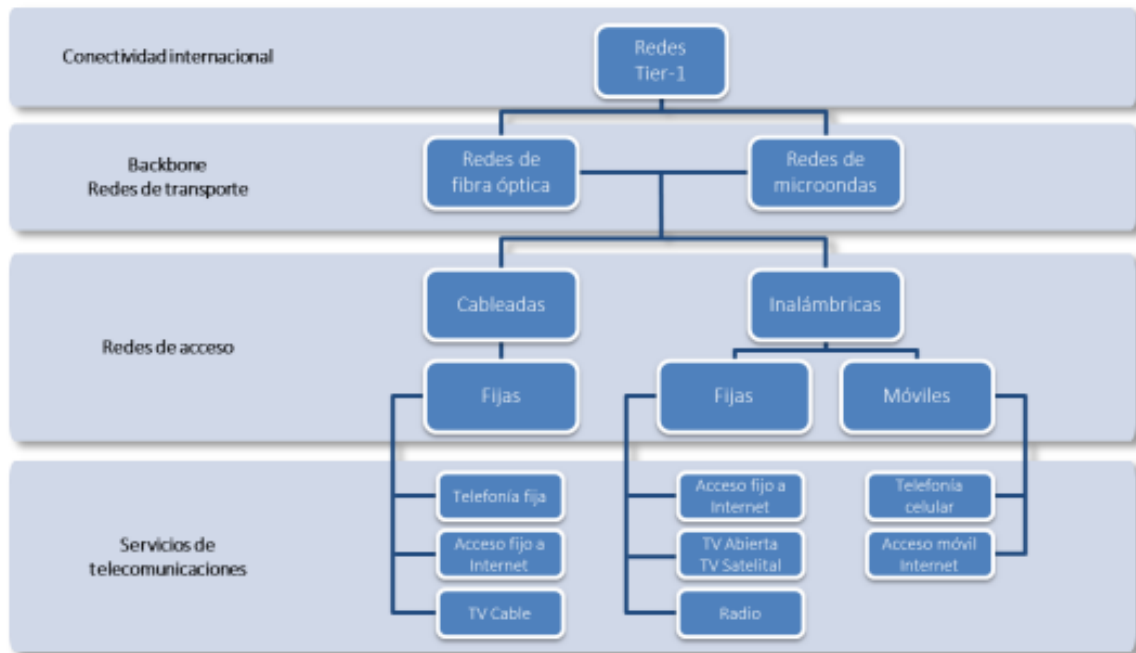 Conectividad internacional
Redes
Tier-1
Backbone
Redes de transporte
Redes de
fibra óptica
Redes de
microondas
Redes de acceso
Cableadas
Inalámbricas
Fijas
Fijas
Móviles
Servicios de
telecomunicaciones
Telefonía fija
Acceso fijo a
Internet
TV Cable
Acceso fijo a
Internet
TV Abierta
TV Satelital
Radio
Telefonía
celular
Acceso móvil
Internet